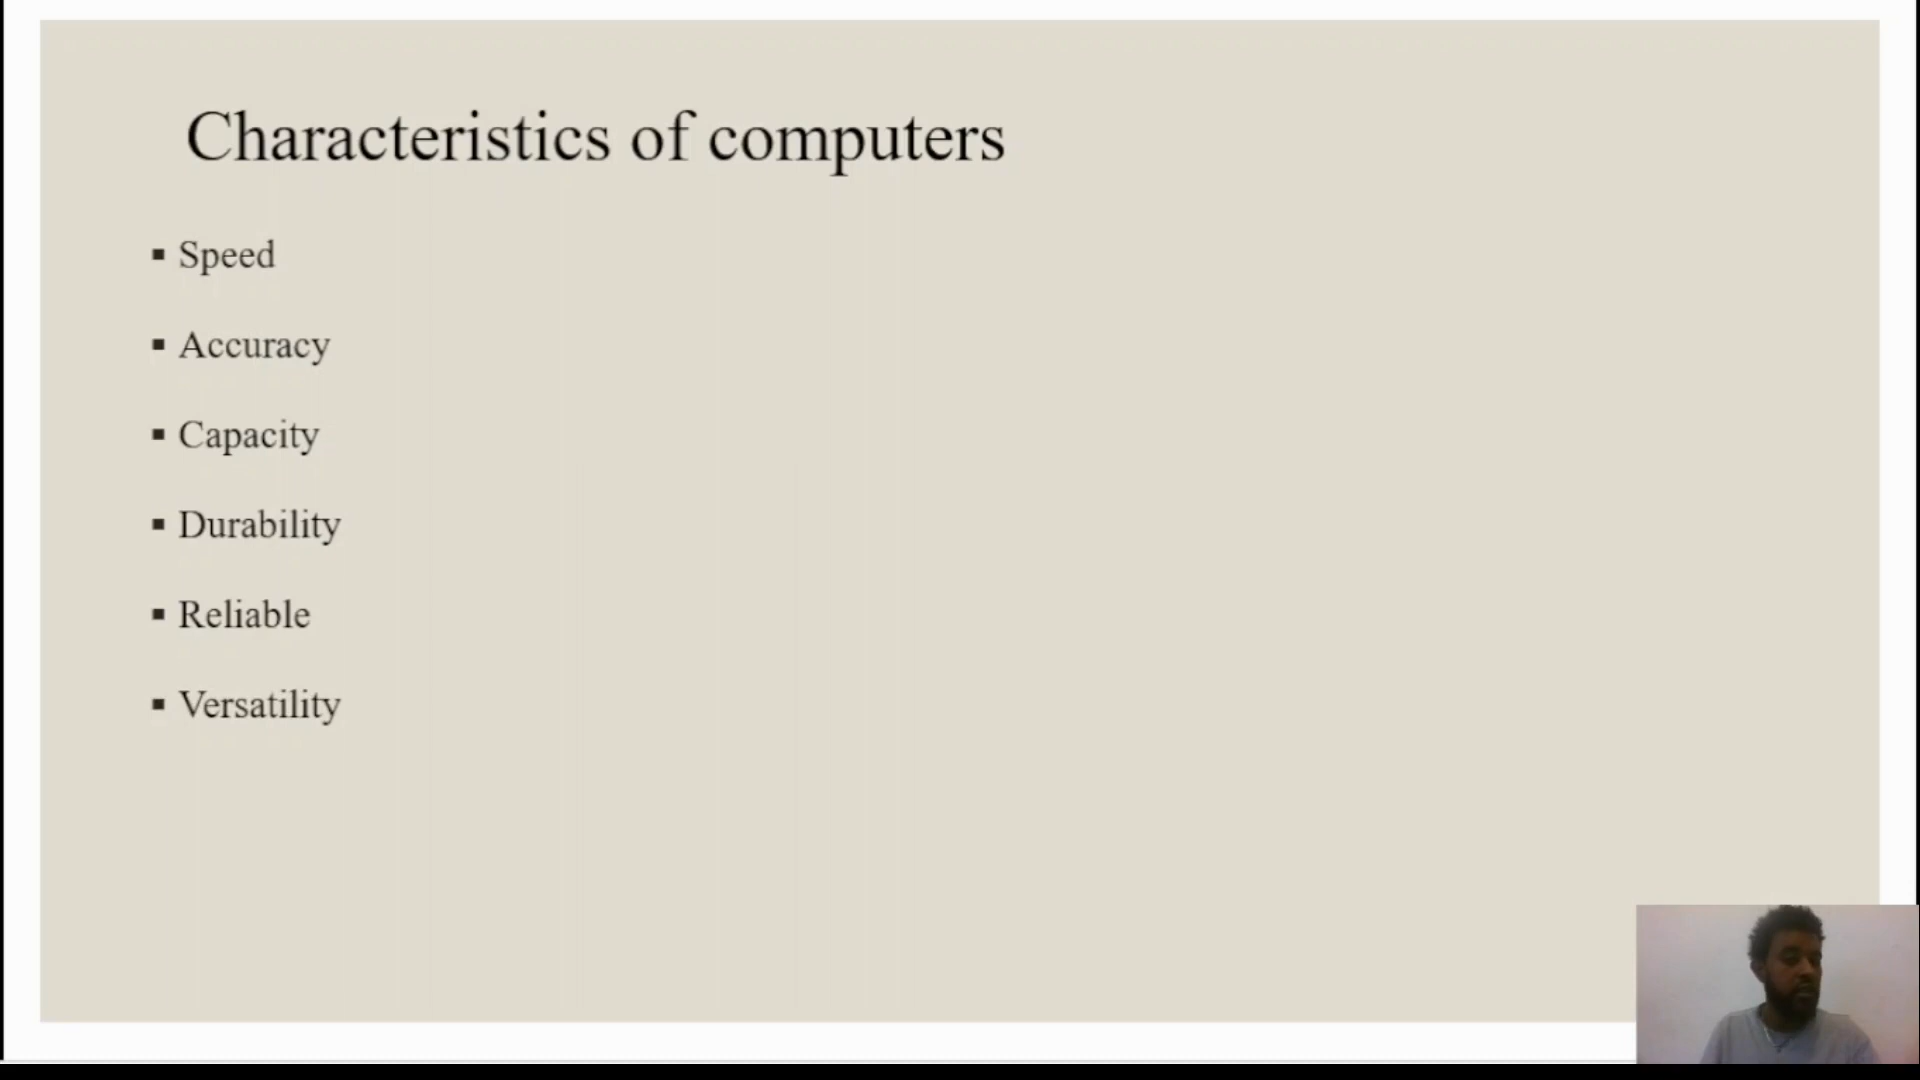 Characteristics of computers
▪ Speed
▪ Accuracy
▪ Capacity
▪ Durability
▪ Reliable
▪ Versatility